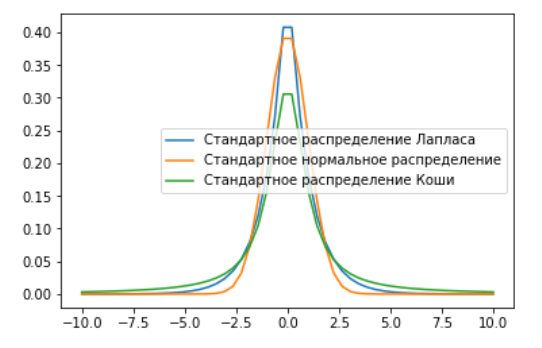 0.40
0.35
0.30
0.25
0.20
0.15
0.10
0.05
0.00
Стандартное распределение Лапласа
Стандартное нормальное распределение
Стандартное распределение Коши
−10.0 −7.5 −5.0 −2.5 0.0 2.5 5.0 7.5 10.0